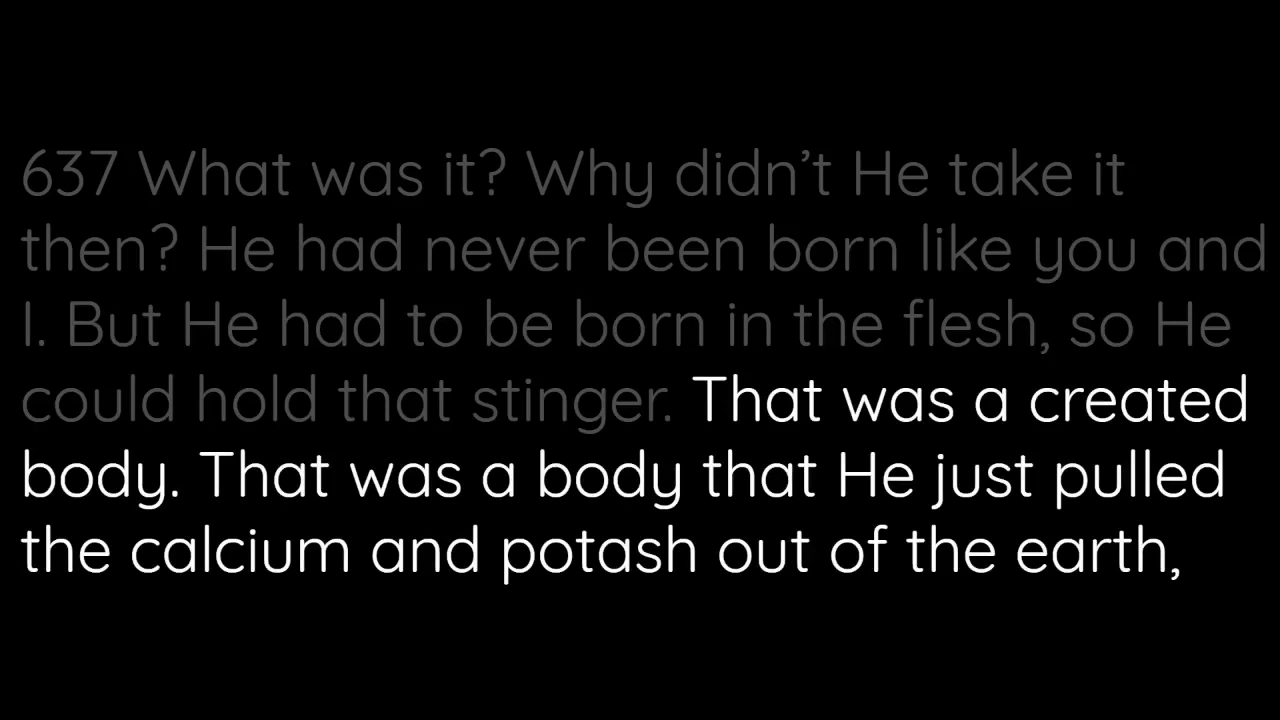 637 What was it? Why didn’t He take it
then? He had never been born like you and
I. But He had to be born in the flesh, so He
could hold that stinger. That was a created
body. That was a body that He just pulled
the calcium and potash out of the earth,